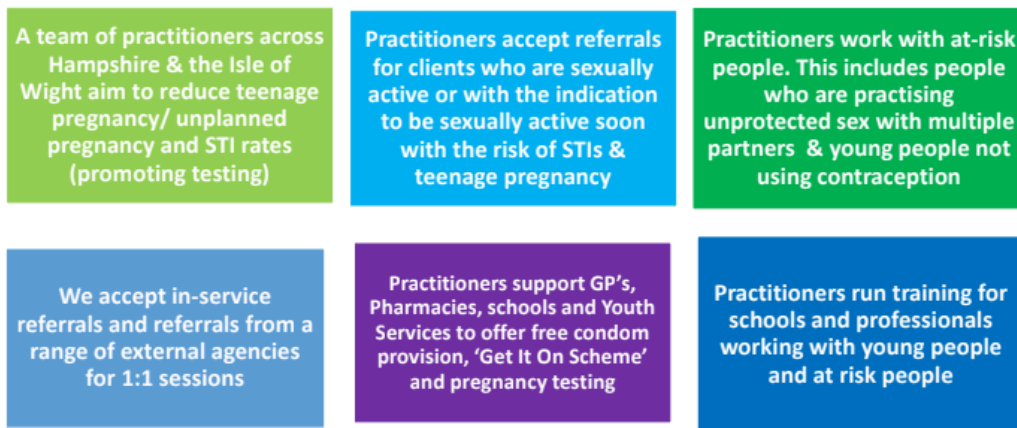 A team of practitioners across
Hampshire & the Isle of
Wight aim to reduce teenage
pregnancy/ unplanned
pregnancy and STI rates
(promoting testing)
Practitioners accept referrals
for clients who are sexually
active or with the indication
to be sexually active soon
with the risk of STIs &
teenage pregnancy
Practitioners work with at-risk
people. This includes people
who are practising
unprotected sex with multiple
partners & young people not
using contraception
We accept in-service
referrals and referrals from a
range of external agencies
for 1:1 sessions
Practitioners support GP's,
Pharmacies, schools and Youth
Services to offer free condom
provision, 'Get It On Scheme'
and pregnancy testing
Practitioners run training for
schools and professionals
working with young people
and at risk people